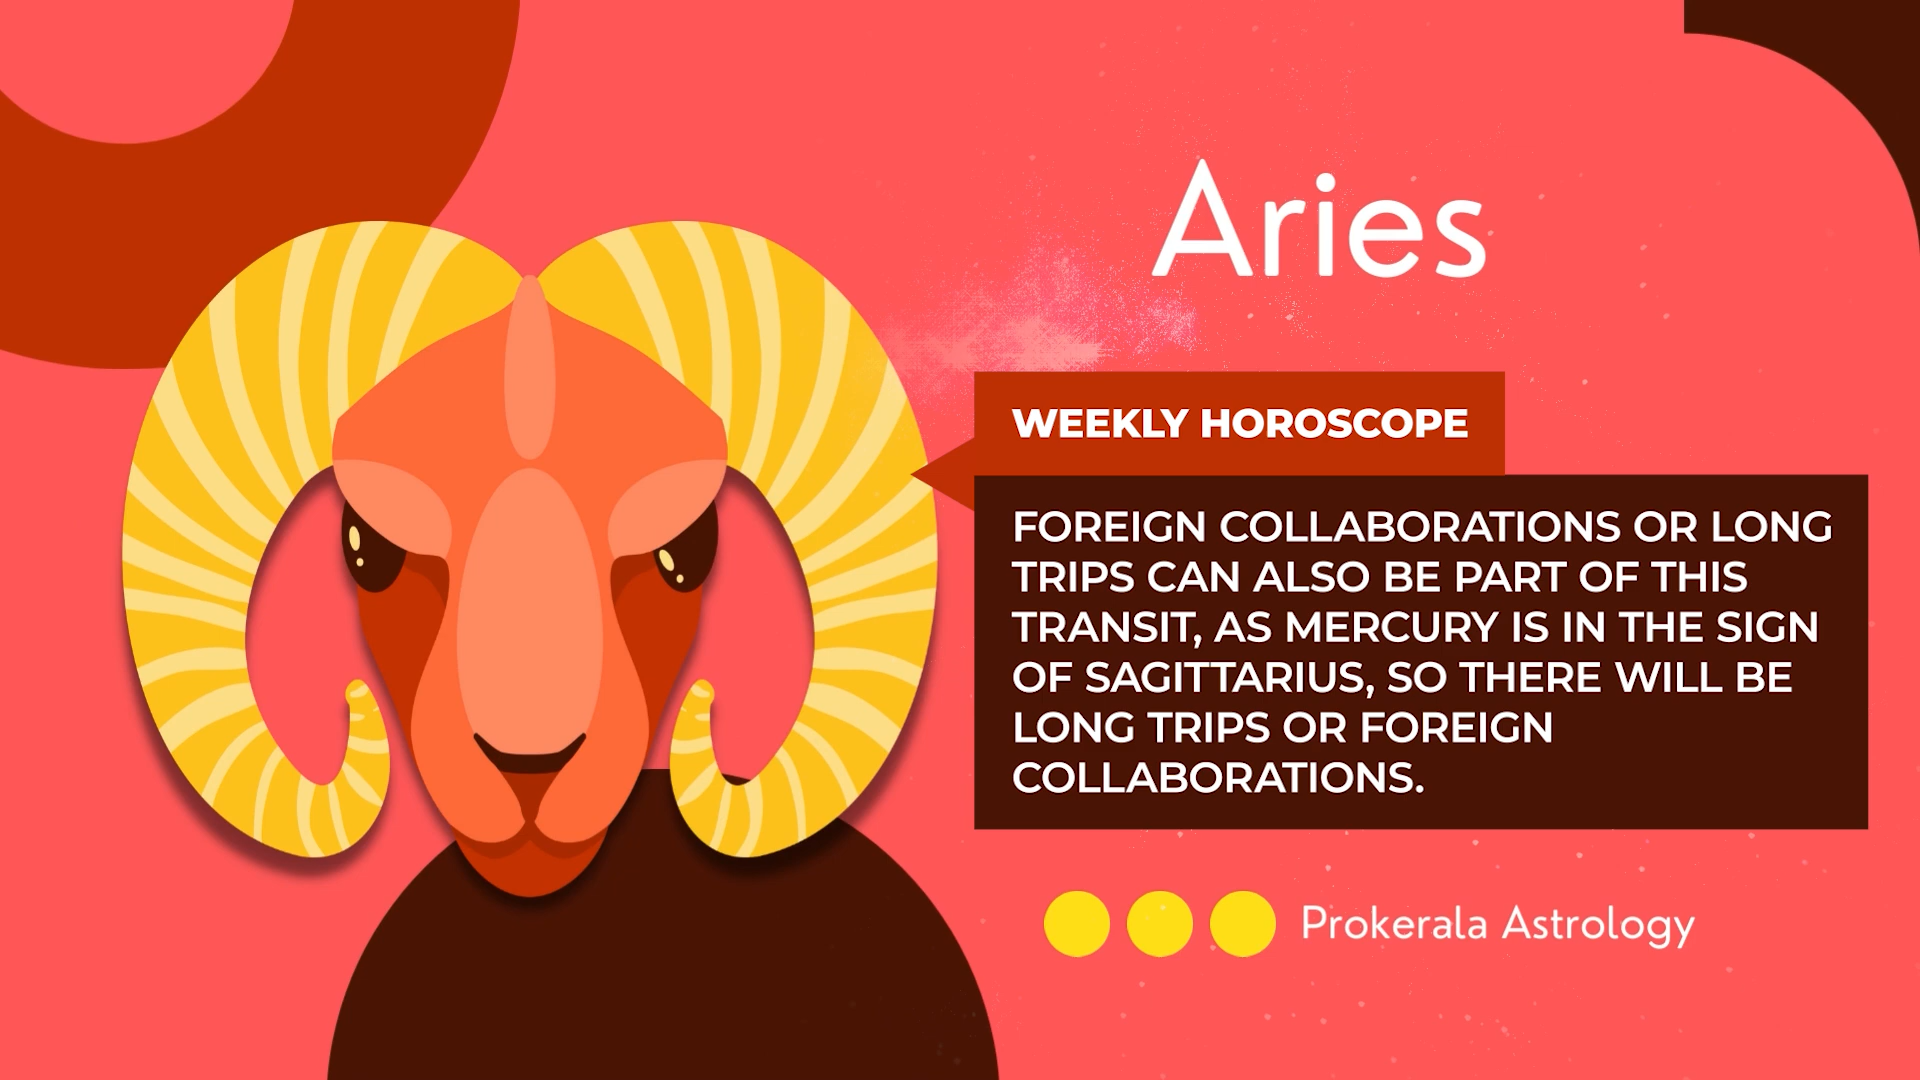 Aries
WEEKLY HOROSCOPE
FOREIGN COLLABORATIONS OR LONG
TRIPS CAN ALSO BE PART OF THIS
TRANSIT, AS MERCURY IS IN THE SIGN
OF SAGITTARIUS, SO THERE WILL BE
LONG TRIPS OR FOREIGN
COLLABORATIONS.
Prokerala Astrology